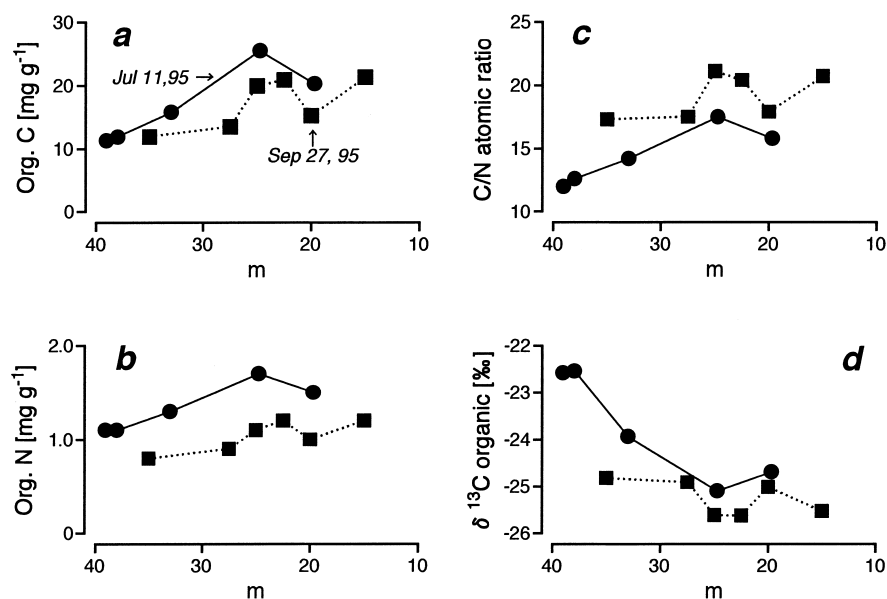 a
Org. C [mg g⁻¹]
30
20
10
0
Jul 11,95 →
Sep 27, 95
40 30 20 10
m
c
C/N atomic ratio
25
20
15
10
40 30 20 10
m
b
Org. N [mg g⁻¹]
2.0
1.0
0
40 30 20 10
m
d
δ ¹³C organic [‰]
-22
-23
-24
-25
-26
40 30 20 10
m